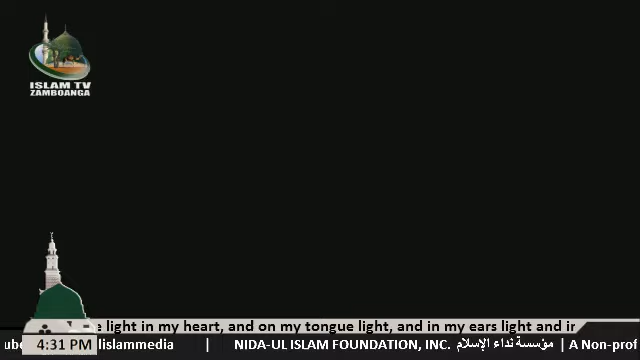 ISLAM TV
ZAMBOANGA
light in my heart, and on my tongue light, and in my ears light and
4:31 PM
lislammedia | NIDA-UL ISLAM FOUNDATION, INC. مؤسسة نداء الإسلام | A Non-prof